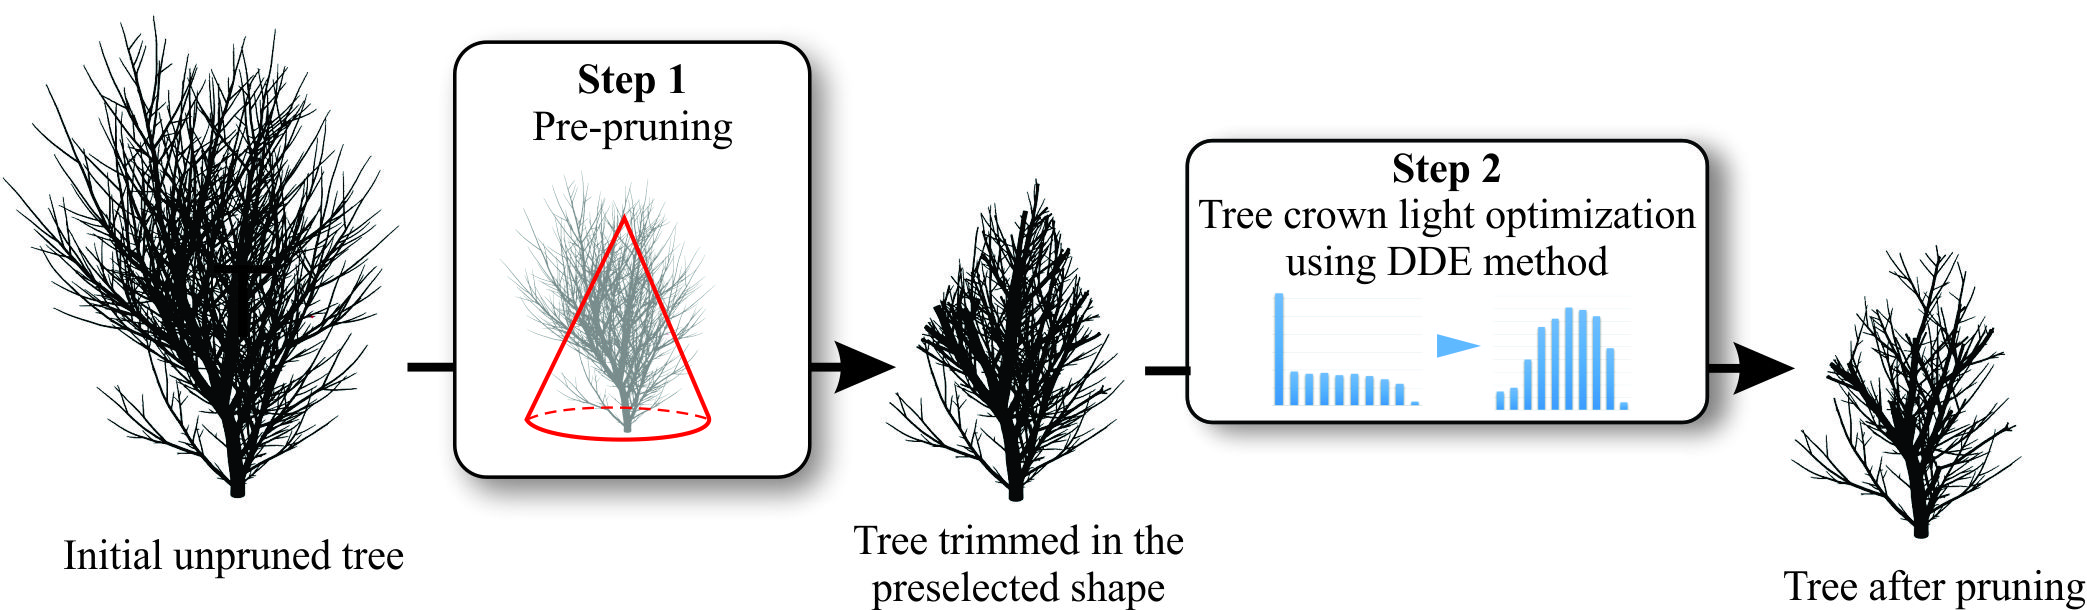 Step 1
Pre-pruning
Step 2
Tree crown light optimization
using DDE method
Initial unpruned tree
Tree trimmed in the
preselected shape
Tree after pruning